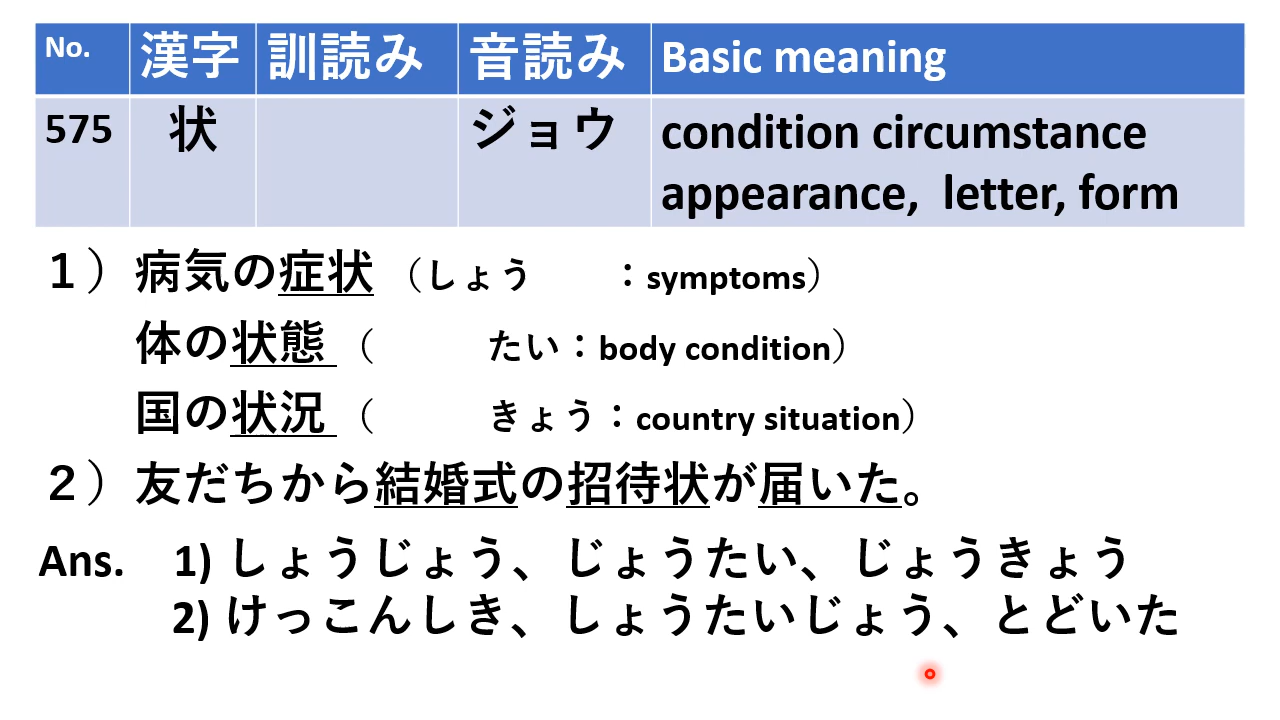 No. 漢字 訓読み 音読み Basic meaning
575 状 ジョウ condition circumstance
appearance, letter, form
１）病気の症状（しょう　　：symptoms）
体の状態（　　　たい：body condition）
国の状況（　　　きょう：country situation）
２）友だちから結婚式の招待状が届いた。
Ans. 1) しょうじょう、じょうたい、じょうきょう
2) けっこんしき、しょうたいじょう、とどいた